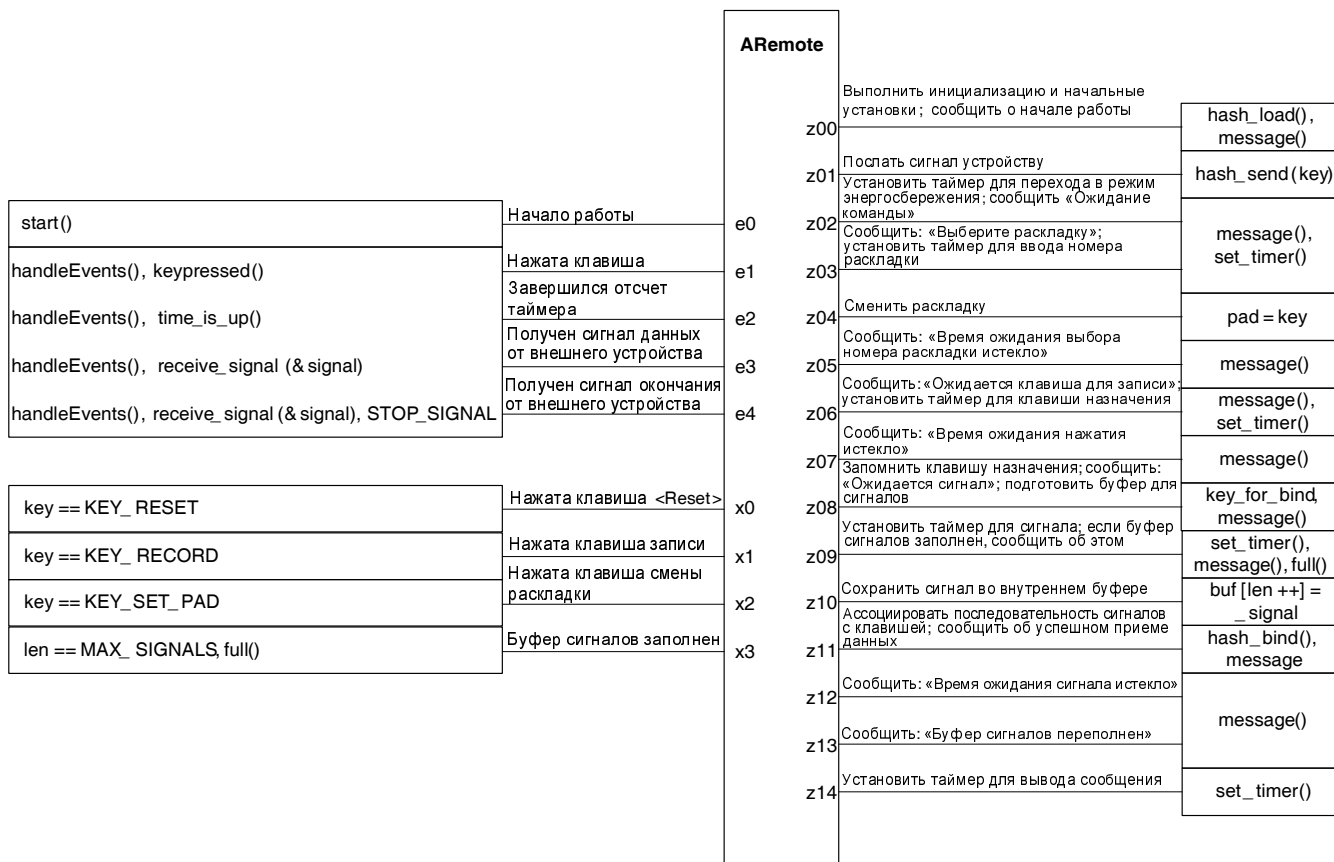 ARemote
start()
Начало работы
e0
handleEvents(), keypressed()
Нажата клавиша
e1
handleEvents(), time_is_up()
Завершился отсчет
таймера
e2
handleEvents(), receive_signal (& signal)
Получен сигнал данных
от внешнего устройства
e3
handleEvents(), receive_signal (& signal), STOP_SIGNAL
Получен сигнал окончания
от внешнего устройства
e4
key == KEY_RESET
Нажата клавиша <Reset>
x0
key == KEY_RECORD
Нажата клавиша записи
x1
key == KEY_SET_PAD
Нажата клавиша смены
раскладки
x2
len == MAX_SIGNALS, full()
Буфер сигналов заполнен
x3
z00
Выполнить инициализацию и начальные
установки; сообщить о начале работы
hash_load(),
message()
z01
Послать сигнал устройству
hash_send (key)
z02
Установить таймер для перехода в режим
энергосбережения; сообщить «Ожидание
команды»
z03
Сообщить: «Выберите раскладку»;
установить таймер для ввода номера
раскладки
message(),
set_timer()
z04
Сменить раскладку
pad = key
z05
Сообщить: «Время ожидания выбора
номера раскладки истекло»
message()
z06
Сообщить: «Ожидается клавиша для записи»;
установить таймер для клавиши назначения
message(),
set_timer()
z07
Сообщить: «Время ожидания нажатия
истекло»
message()
z08
Запомнить клавишу назначения; сообщить:
«Ожидается сигнал»; подготовить буфер для
сигналов
key_for_bind,
message()
z09
Установить таймер для сигнала; если буфер
сигналов заполнен, сообщить об этом
set_timer(),
message(), full()
z10
Сохранить сигнал во внутреннем буфере
buf [len ++] =
_ signal
z11
Ассоциировать последовательность сигналов
с клавишей; сообщить об успешном приеме
данных
hash_bind(),
message
z12
Сообщить: «Время ожидания сигнала истекло»
z13
Сообщить: «Буфер сигналов переполнен»
message()
z14
Установить таймер для вывода сообщения
set_timer()